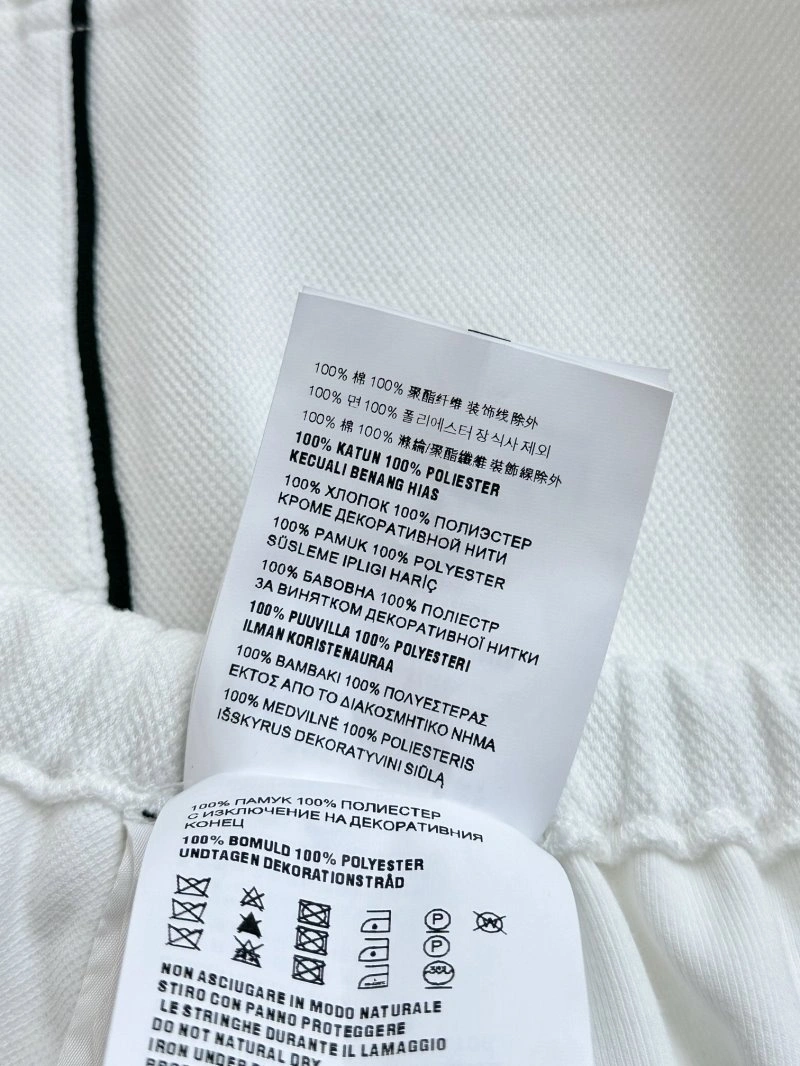 100% 棉 100% 聚酯纤维 装饰线除外
100% 면 100% 폴리에스터 장식사 제외
100% 棉 100% 滌綸/聚酯纖維 裝飾線除外
100% KATUN 100% POLIESTER
KECUALI BENANG HIAS
100% ХЛОПОК 100% ПОЛИЭСТЕР
КРОМЕ ДЕКОРАТИВНОЙ НИТИ
100% PAMUK 100% POLYESTER
SÜSLEME IPLIGI HARİÇ
100% БАВОВНА 100% ПОЛІЕСТР
ЗА ВИНЯТКОМ ДЕКОРАТИВНОЇ НИТКИ
100% PUUVILLA 100% POLYESTERI
ILMAN KORISTENAURAA
100% ΒΑΜΒΑΚΙ 100% ΠΟΛΥΕΣΤΕΡΑΣ
ΕΚΤΟΣ ΑΠΟ ΤΟ ΔΙΑΚΟΣΜΗΤΙΚΟ ΝΗΜΑ
100% MEDVILNĖ 100% POLIESTERIS
IŠSKYRUS DEKORATYVINI SIŪLĄ
100% ПАМУК 100% ПОЛИЕСТЕР
С ИЗКЛЮЧЕНИЕ НА ДЕКОРАТИВНИЯ
КОНЕЦ
100% BOMULD 100% POLYESTER
UNDTAGEN DEKORATIONSTRÅD
P W
P
NON ASCIUGARE IN MODO NATURALE
STIRO CON PANNO PROTEGGERE
LE STRINGHE DURANTE IL LAMAGGIO
DO NOT NATURAL DRY
IRON UNDER